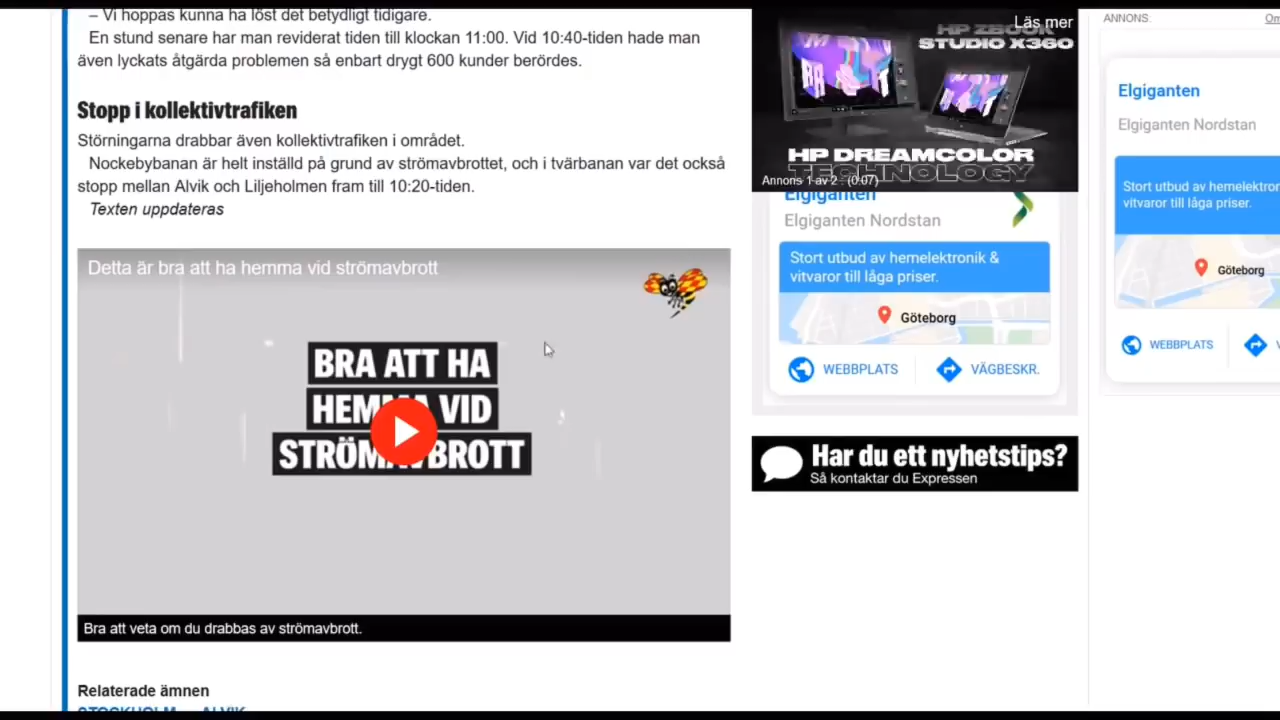 – Vi hoppas kunna ha löst det betydligt tidigare.
En stund senare har man reviderat tiden till klockan 11:00. Vid 10:40-tiden hade man
även lyckats åtgärda problemen så enbart drygt 600 kunder berördes.
Stopp i kollektivtrafiken
Störningarna drabbar även kollektivtrafiken i området.
Nockebybanan är helt inställd på grund av strömavbrottet, och i tvärbanan var det också
stopp mellan Alvik och Liljeholmen fram till 10:20-tiden.
Texten uppdateras
Detta är bra att ha hemma vid strömavbrott
BRA ATT HA
HEMMA VID
STRÖMAVBROTT
Bra att veta om du drabbas av strömavbrott.
Relaterade ämnen
STOCKHOLM ALVIK
Läs mer
HP ZBOOK
STUDIO X360
HP DREAMCOLOR
TECHNOLOGY
Annons 1 av 2 : (0:07)
Elgiganten
Elgiganten Nordstan
Stort utbud av hemelektronik &
vitvaror till låga priser.
Göteborg
WEBBPLATS
VÄGBESKR.
Har du ett nyhetstips?
Så kontaktar du Expressen
ANNONS:
Elgiganten
Elgiganten Nordstan
Stort utbud av hemelektror
vitvaror till låga priser.
Göteborg
WEBBPLATS